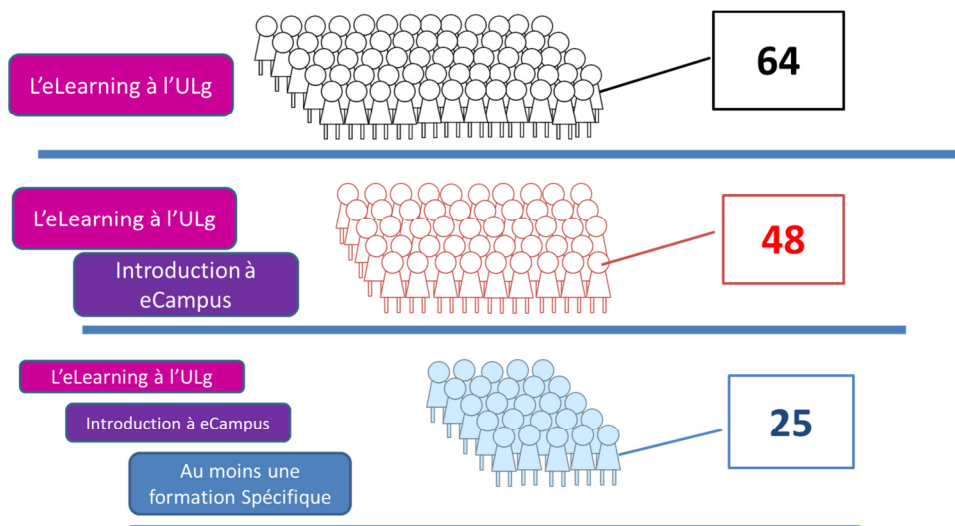 L'eLearning à l'ULg
64
L'eLearning à l'ULg
Introduction à
eCampus
48
L'eLearning à l'ULg
Introduction à eCampus
Au moins une
formation Spécifique
25